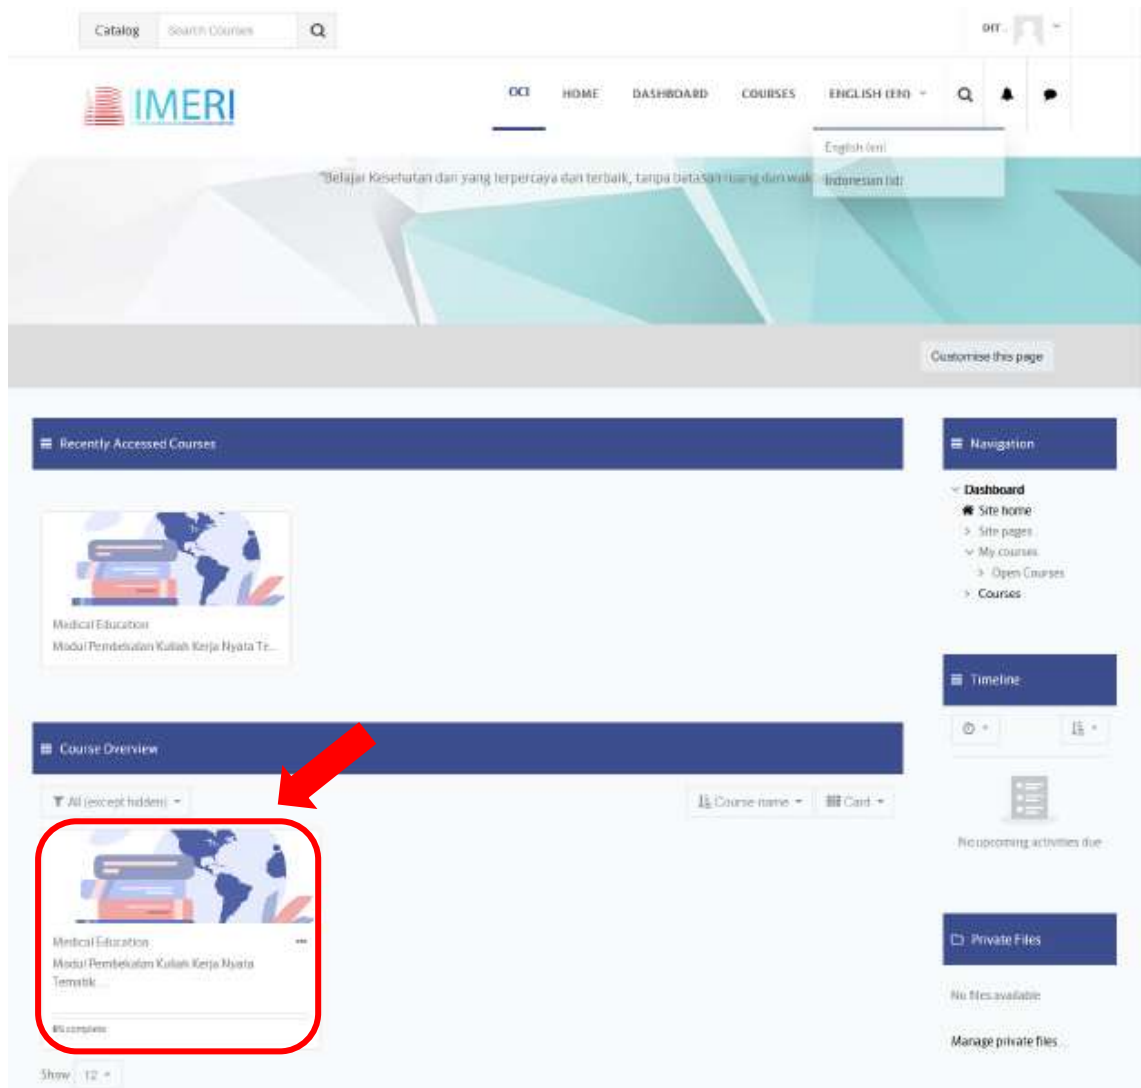 Catalog Search Courses
IMERI
OCI HOME DASHBOARD COURSES ENGLISH (EN)
English (en)
Indonesian (id)
"Belajar Kesehatan dan yang terpercaya dan terbaik, tanpa batasan ruang dan wak
Customise this page
Recently Accessed Courses
Medical Education
Modul Pembekalan Kuliah Kerja Nyata Te...
Course Overview
All (except hidden)
Course name Card
Medical Education
Modul Pembekalan Kuliah Kerja Nyata
Tematik...
complete
Show 12
Navigation
Dashboard
Site home
Site pages
My courses
Open Courses
Courses
Timeline
No upcoming activities due
Private Files
No files available
Manage private files...